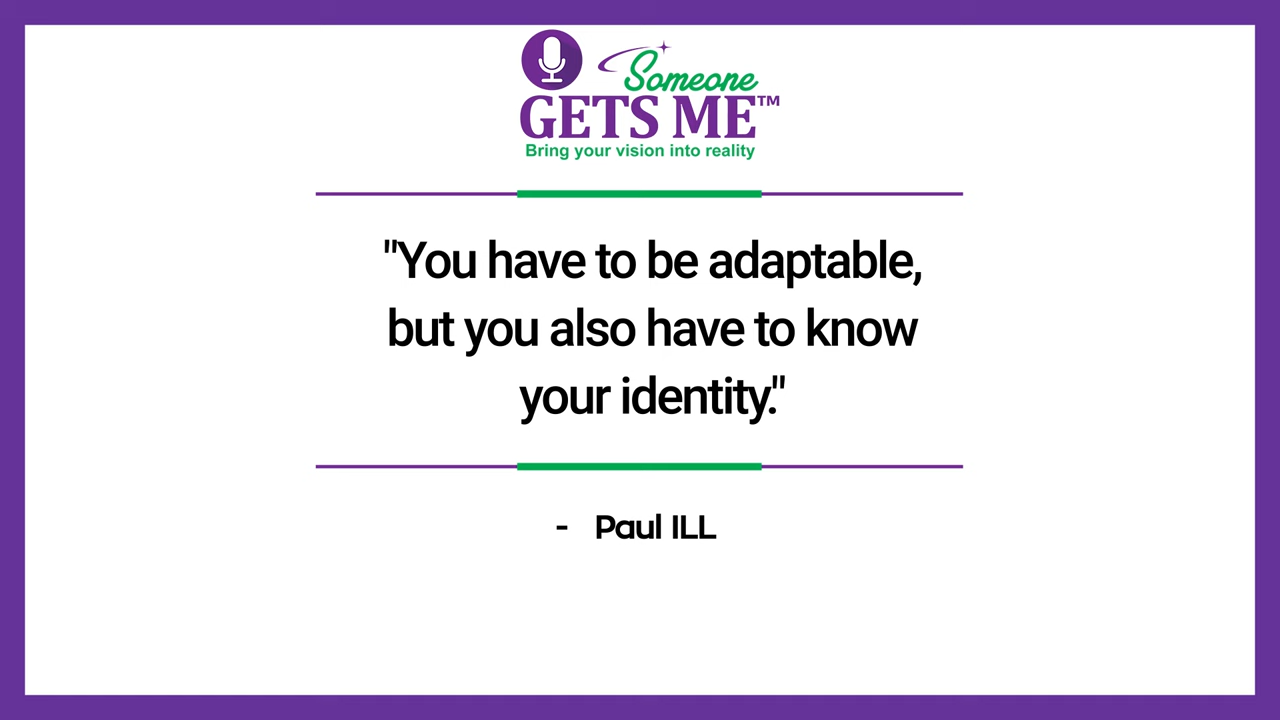 Someone
GETS ME™
Bring your vision into reality
"You have to be adaptable,
but you also have to know
your identity."
- Paul ILL